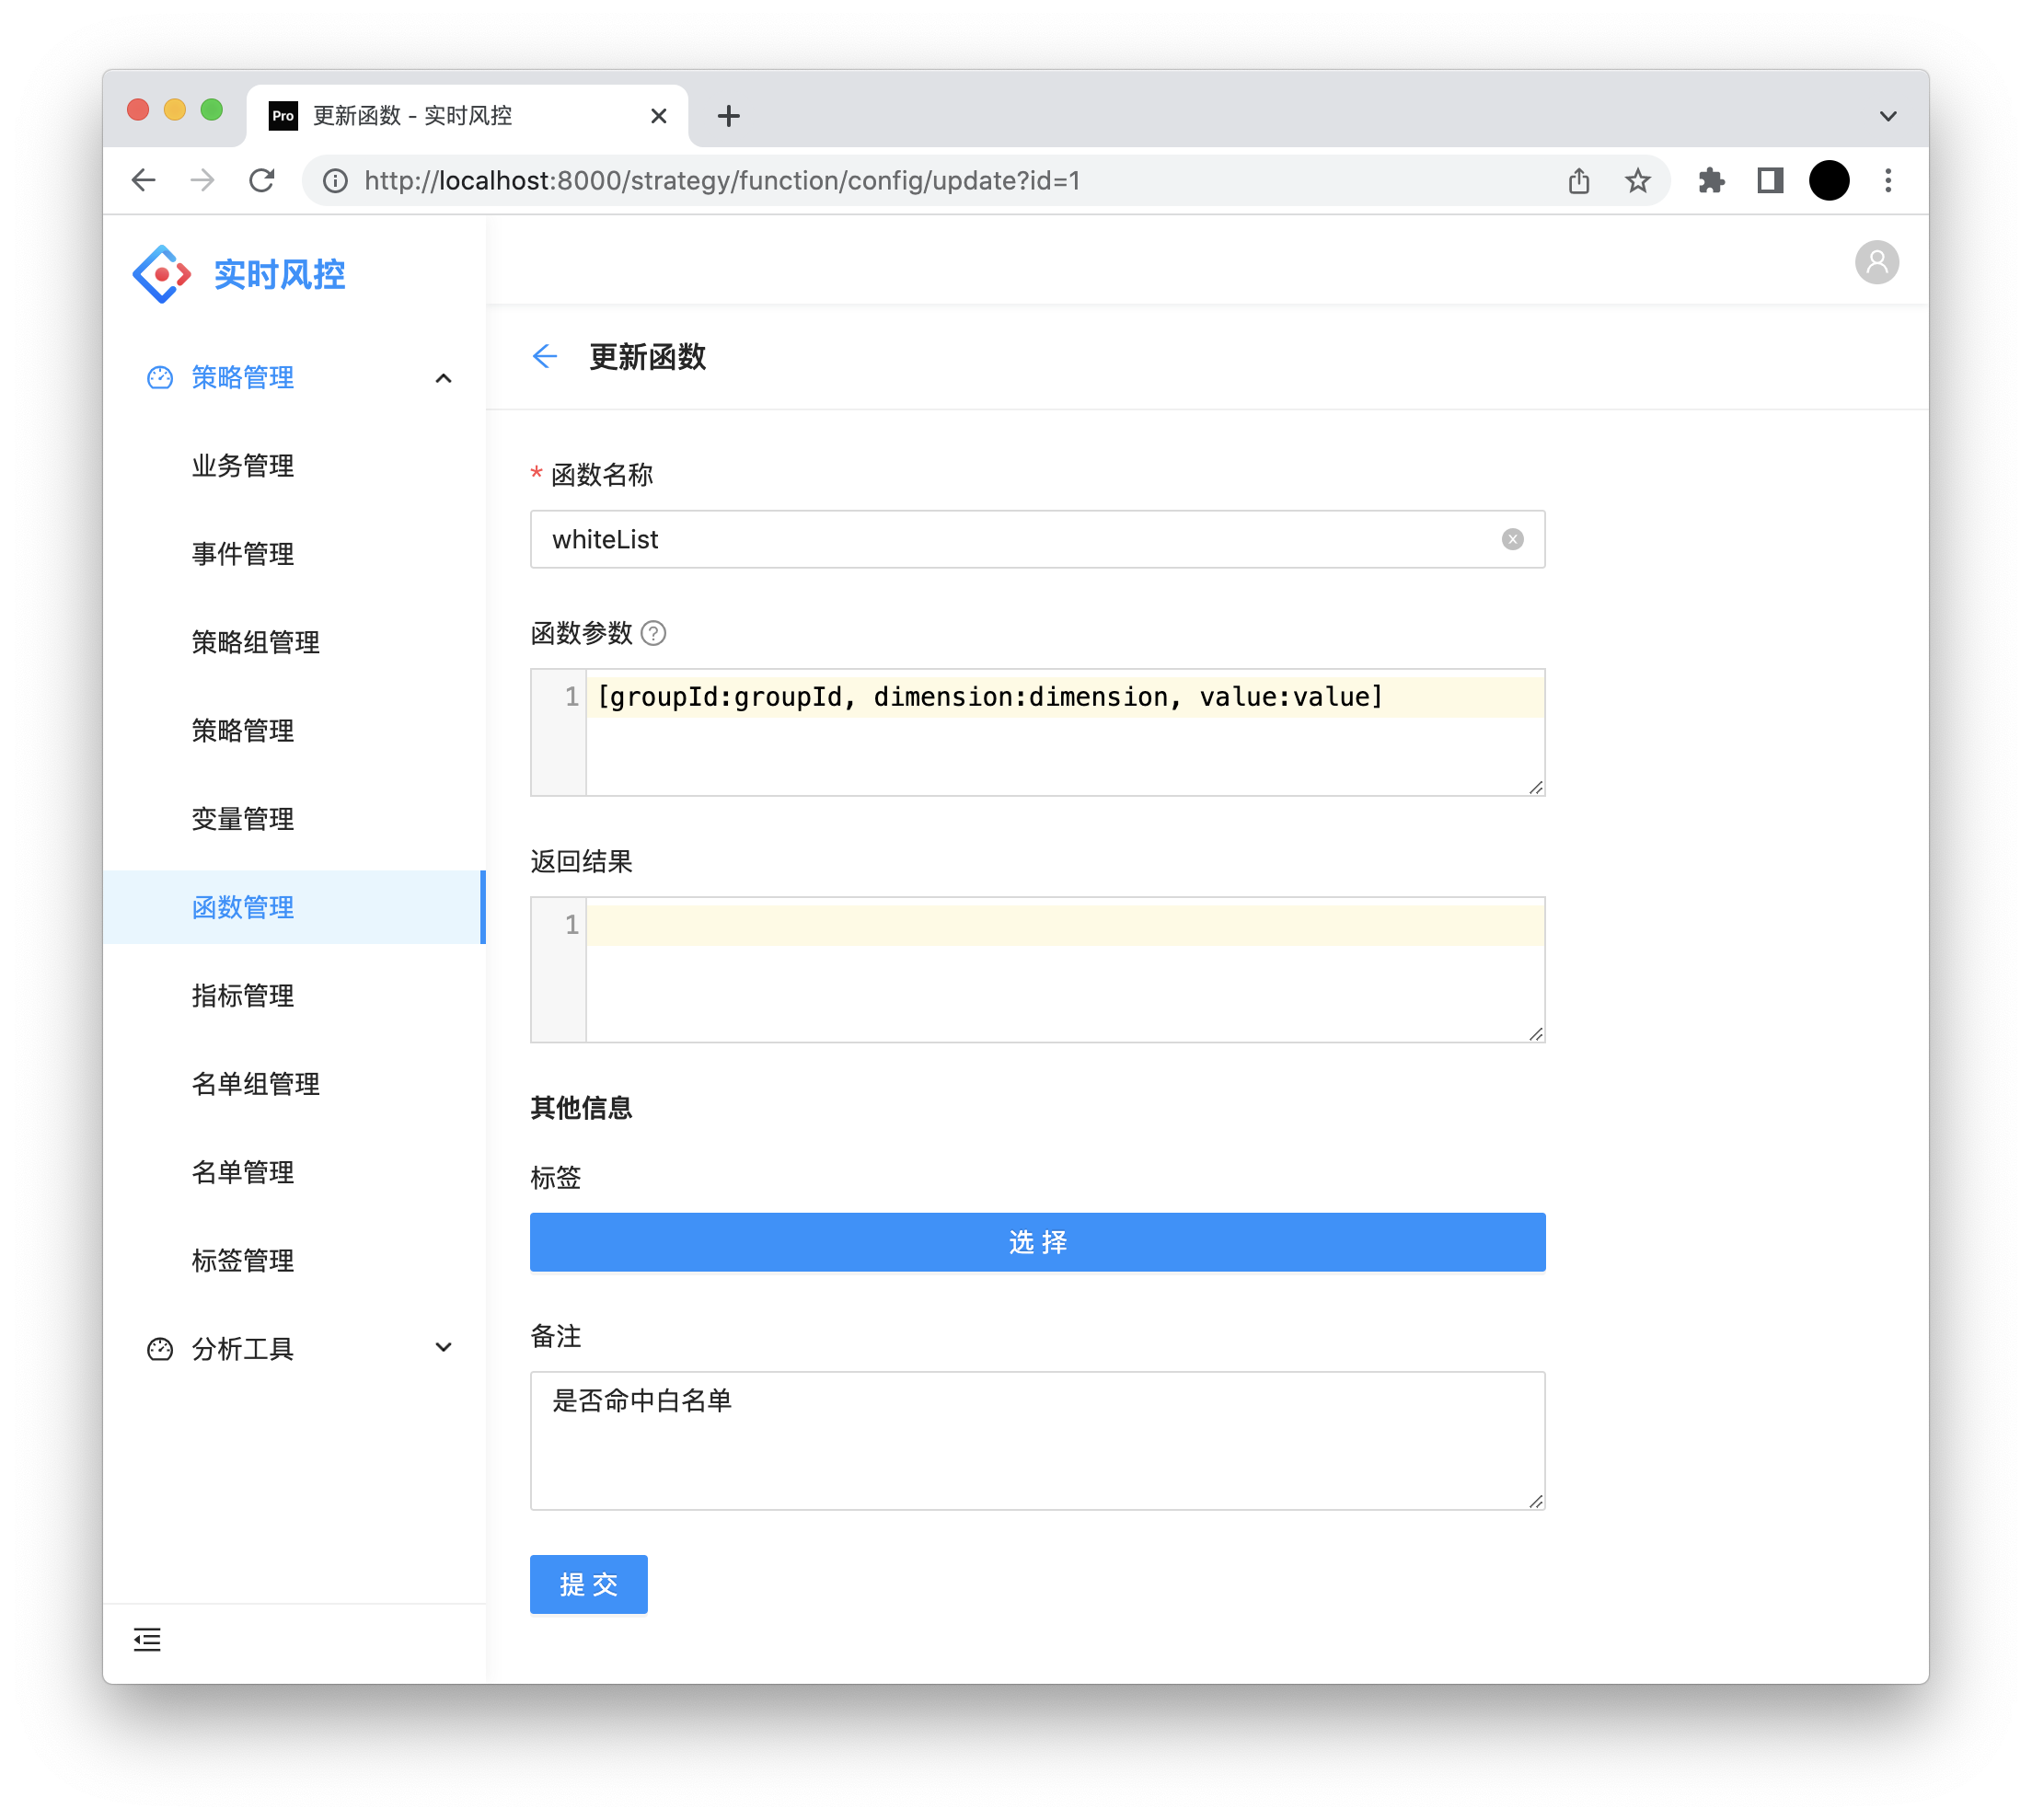 Pro 更新函数 - 实时风控
http://localhost:8000/strategy/function/config/update?id=1
实时风控
策略管理
业务管理
事件管理
策略组管理
策略管理
变量管理
函数管理
指标管理
名单组管理
名单管理
标签管理
分析工具
更新函数
* 函数名称
whiteList
函数参数 ?
1 [groupId:groupId, dimension:dimension, value:value]
返回结果
1
其他信息
标签
选 择
备注
是否命中白名单
提 交